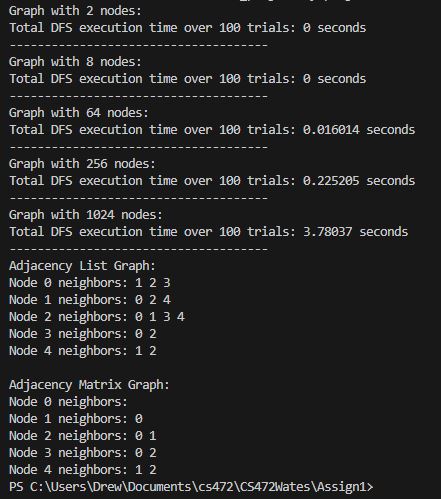 Graph with 2 nodes:
Total DFS execution time over 100 trials: 0 seconds
-------------------------------------
Graph with 8 nodes:
Total DFS execution time over 100 trials: 0 seconds
-------------------------------------
Graph with 64 nodes:
Total DFS execution time over 100 trials: 0.016014 seconds
-------------------------------------
Graph with 256 nodes:
Total DFS execution time over 100 trials: 0.225205 seconds
-------------------------------------
Graph with 1024 nodes:
Total DFS execution time over 100 trials: 3.78037 seconds
-------------------------------------
Adjacency List Graph:
Node 0 neighbors: 1 2 3
Node 1 neighbors: 0 2 4
Node 2 neighbors: 0 1 3 4
Node 3 neighbors: 0 2
Node 4 neighbors: 1 2

Adjacency Matrix Graph:
Node 0 neighbors:
Node 1 neighbors: 0
Node 2 neighbors: 0 1
Node 3 neighbors: 0 2
Node 4 neighbors: 1 2
PS C:\Users\Drew\Documents\cs472\CS472Wates\Assign1>